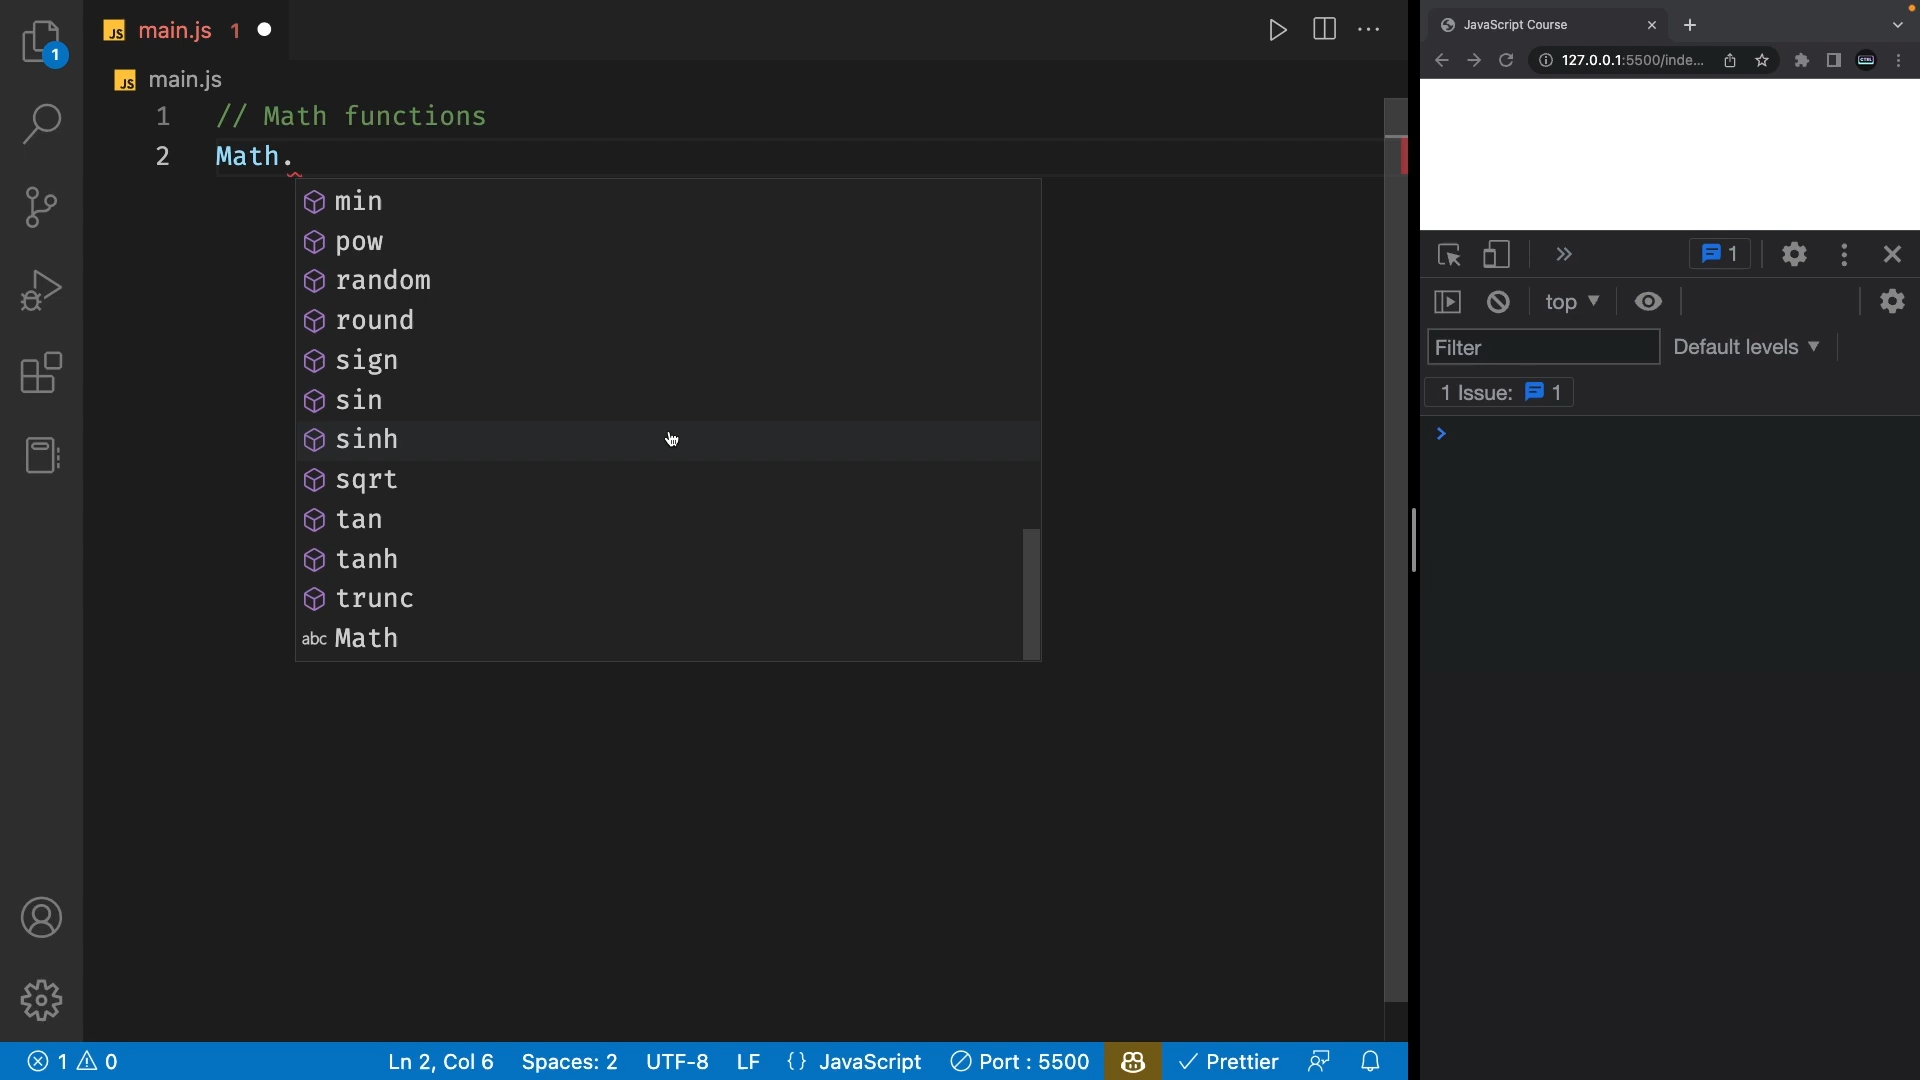 main.js 1
main.js
1 // Math functions
2 Math.
min
pow
random
round
sign
sin
sinh
sqrt
tan
tanh
trunc
abc Math
1
1 0
Ln 2, Col 6 Spaces: 2 UTF-8 LF {} JavaScript Port : 5500 Prettier
JavaScript Course
127.0.0.1:5500/inde...
1
top
Filter Default levels
1 Issue: 1